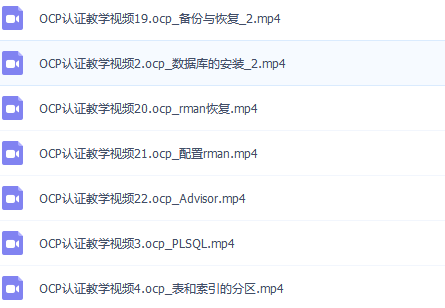 OCP认证教学视频19.ocp_备份与恢复_2.mp4
OCP认证教学视频2.ocp_数据库的安装_2.mp4
OCP认证教学视频20.ocp_rman恢复.mp4
OCP认证教学视频21.ocp_配置rman.mp4
OCP认证教学视频22.ocp_Advisor.mp4
OCP认证教学视频3.ocp_PLSQL.mp4
OCP认证教学视频4.ocp_表和索引的分区.mp4